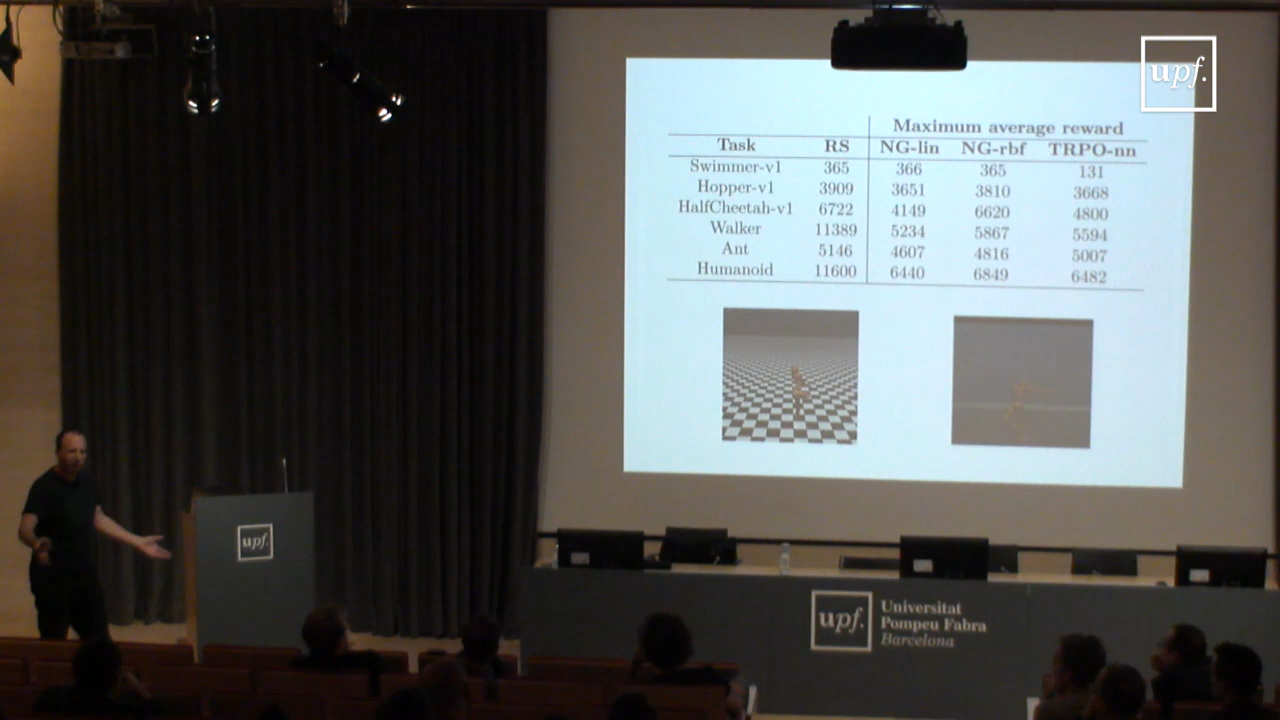 upf.
Maximum average reward
Task RS NG-lin NG-rbf TRPO-nn
Swimmer-v1 365 366 365 131
Hopper-v1 3909 3651 3810 3668
HalfCheetah-v1 6722 4149 6620 4800
Walker 11389 5234 5867 5594
Ant 5146 4607 4816 5007
Humanoid 11600 6440 6849 6482
upf.
upf.
Universitat
Pompeu Fabra
Barcelona